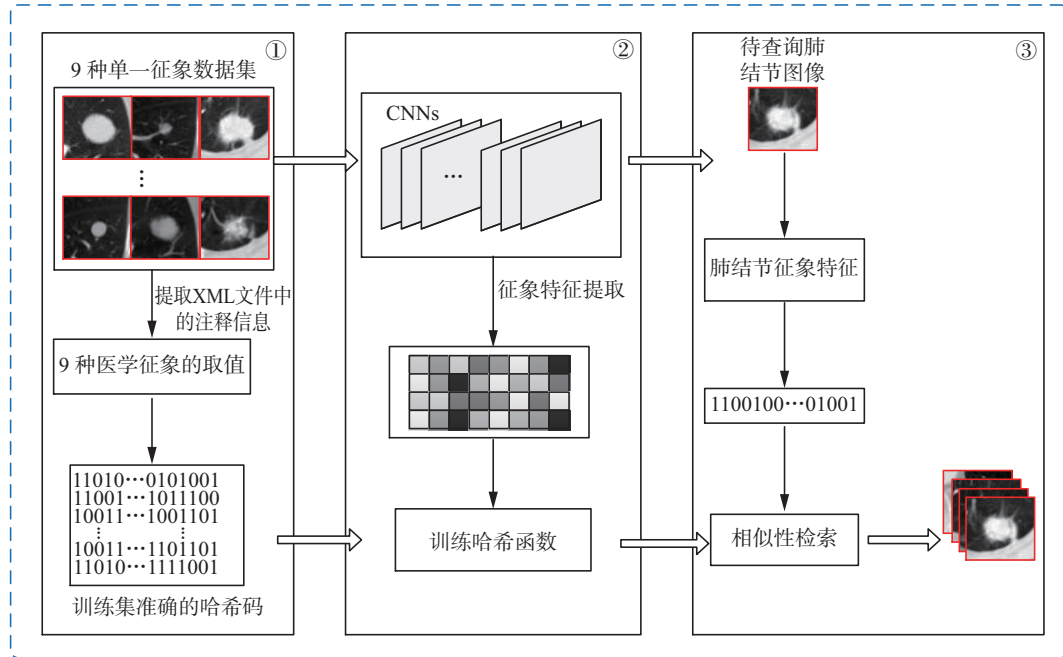 ①
9 种单一征象数据集
⋮
提取XML文件中
的注释信息
9 种医学征象的取值
11010···0101001
11001···1011100
10011···1001101
⋮ ⋮
10011···1101101
11010···1111001
训练集准确的哈希码
②
CNNs
···
征象特征提取
训练哈希函数
③
待查询肺
结节图像
肺结节征象特征
1100100···01001
相似性检索